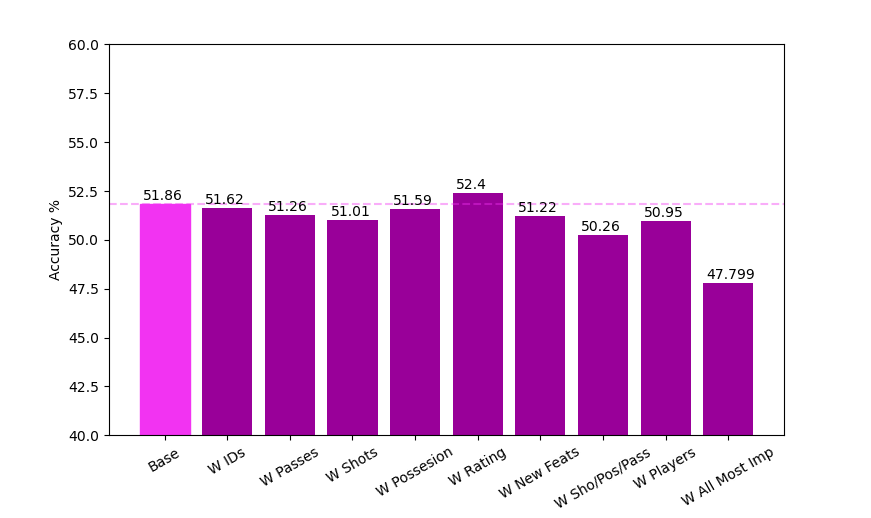 60.0
57.5
55.0
52.5
50.0
47.5
45.0
42.5
40.0
Accuracy %
51.86
51.62
51.26
51.01
51.59
52.4
51.22
50.26
50.95
47.799
Base
W IDs
W Passes
W Shots
W Possesion
W Rating
W New Feats
W Sho/Pos/Pass
W Players
W All Most Imp